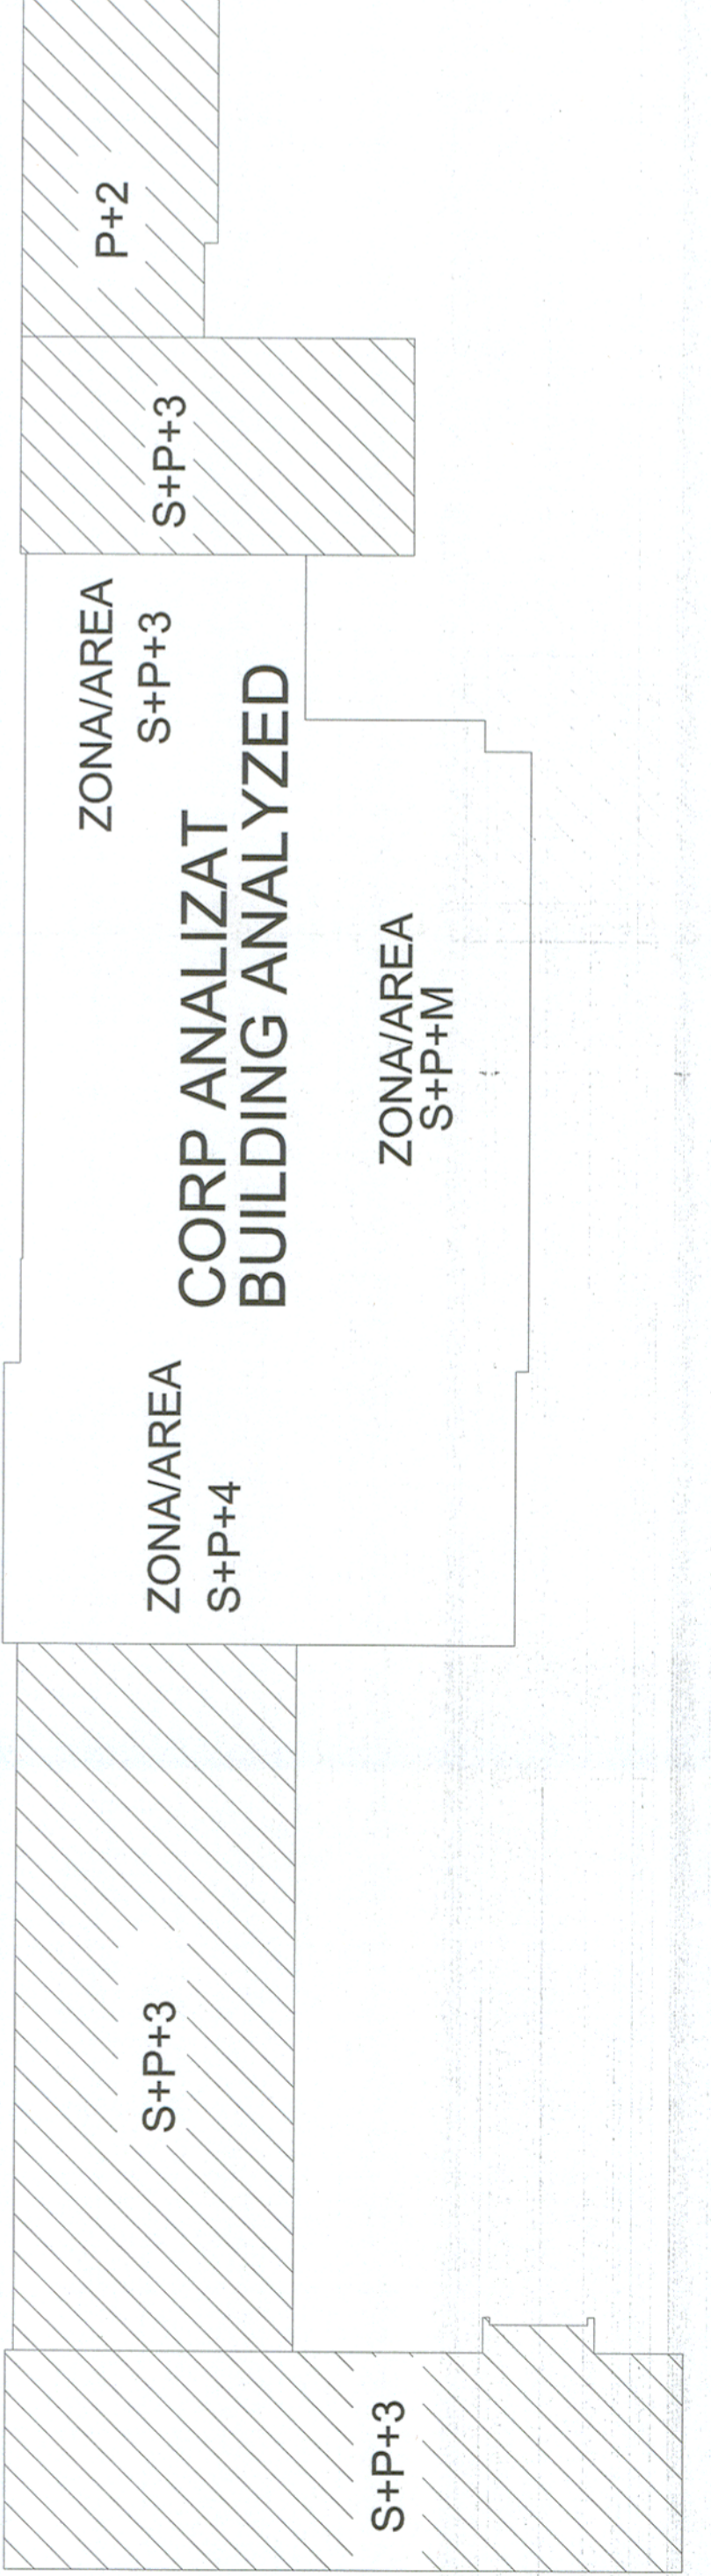 S+P+3
S+P+3
ZONA/AREA
S+P+4
CORP ANALIZAT
BUILDING ANALYZED
ZONA/AREA
S+P+M
ZONA/AREA
S+P+3
S+P+3
P+2